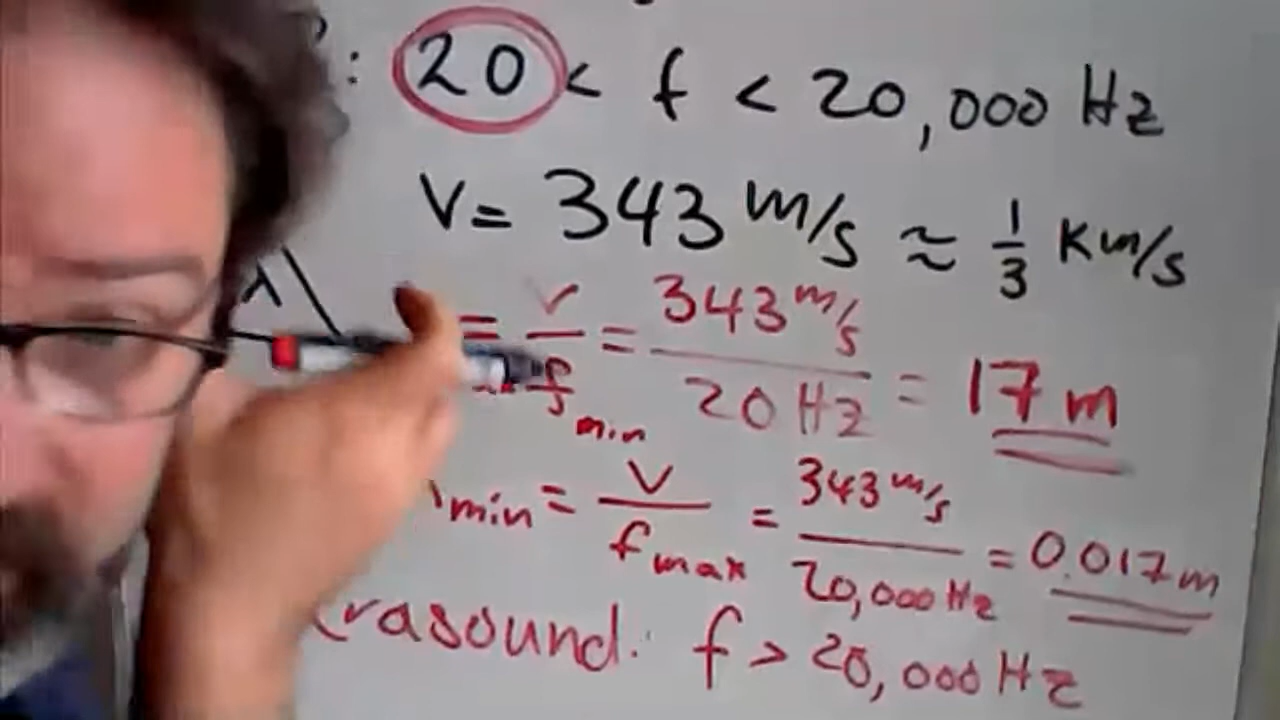 : 20 < f < 20,000 Hz
V = 343 m/s ≈ 1/3 Km/s
λ = V/f min = 343 m/s / 20 Hz = 17 m
min = V / f max = 343 m/s / 20,000 Hz = 0.017 m
rasound: f > 20,000 Hz